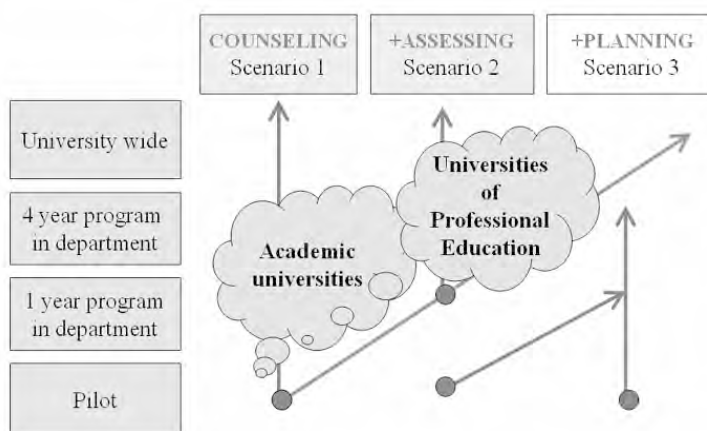 COUNSELING
Scenario 1
+ASSESSING
Scenario 2
+PLANNING
Scenario 3
University wide
4 year program
in department
1 year program
in department
Pilot
Academic
universities
Universities
of
Professional
Education